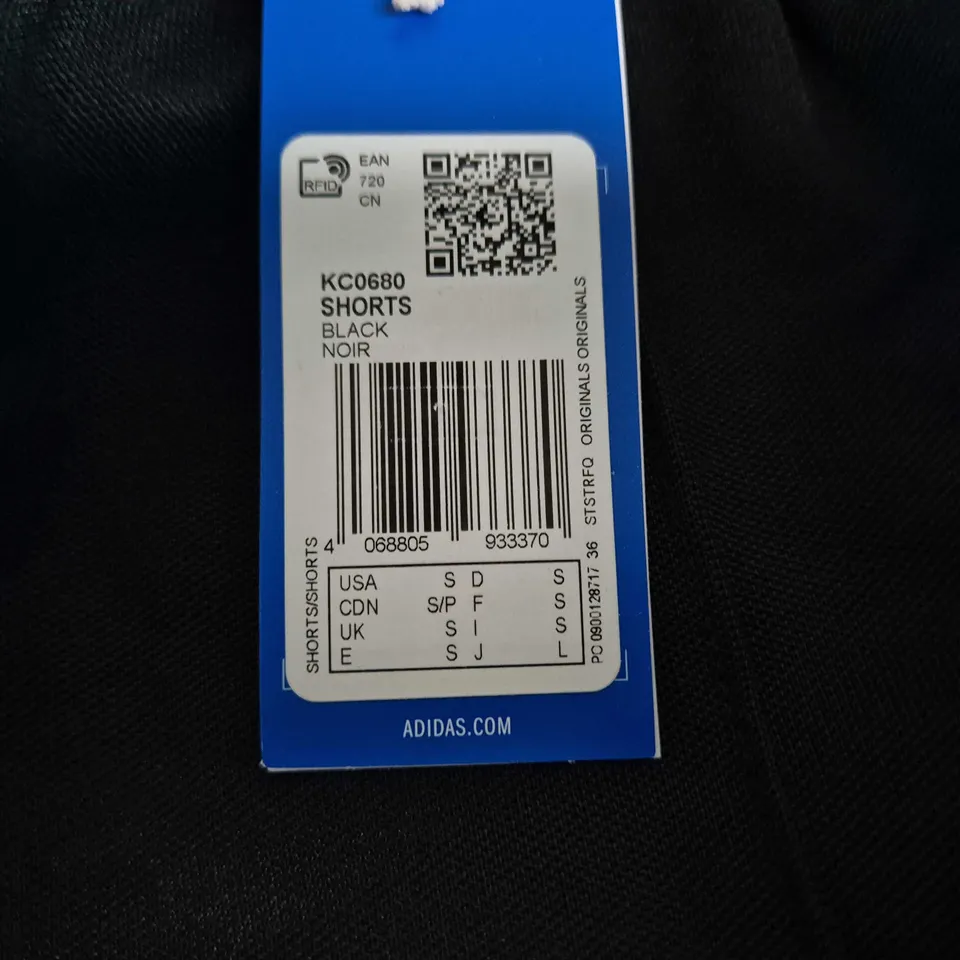 RFID
EAN
720
CN
KC0680
SHORTS
BLACK
NOIR
4 068805 933370
USA S D S
CDN S/P F S
UK S I S
E S J L
SHORTS/SHORTS
PC 0900128717 36 STSTRFQ ORIGINALS ORIGINALS
ADIDAS.COM